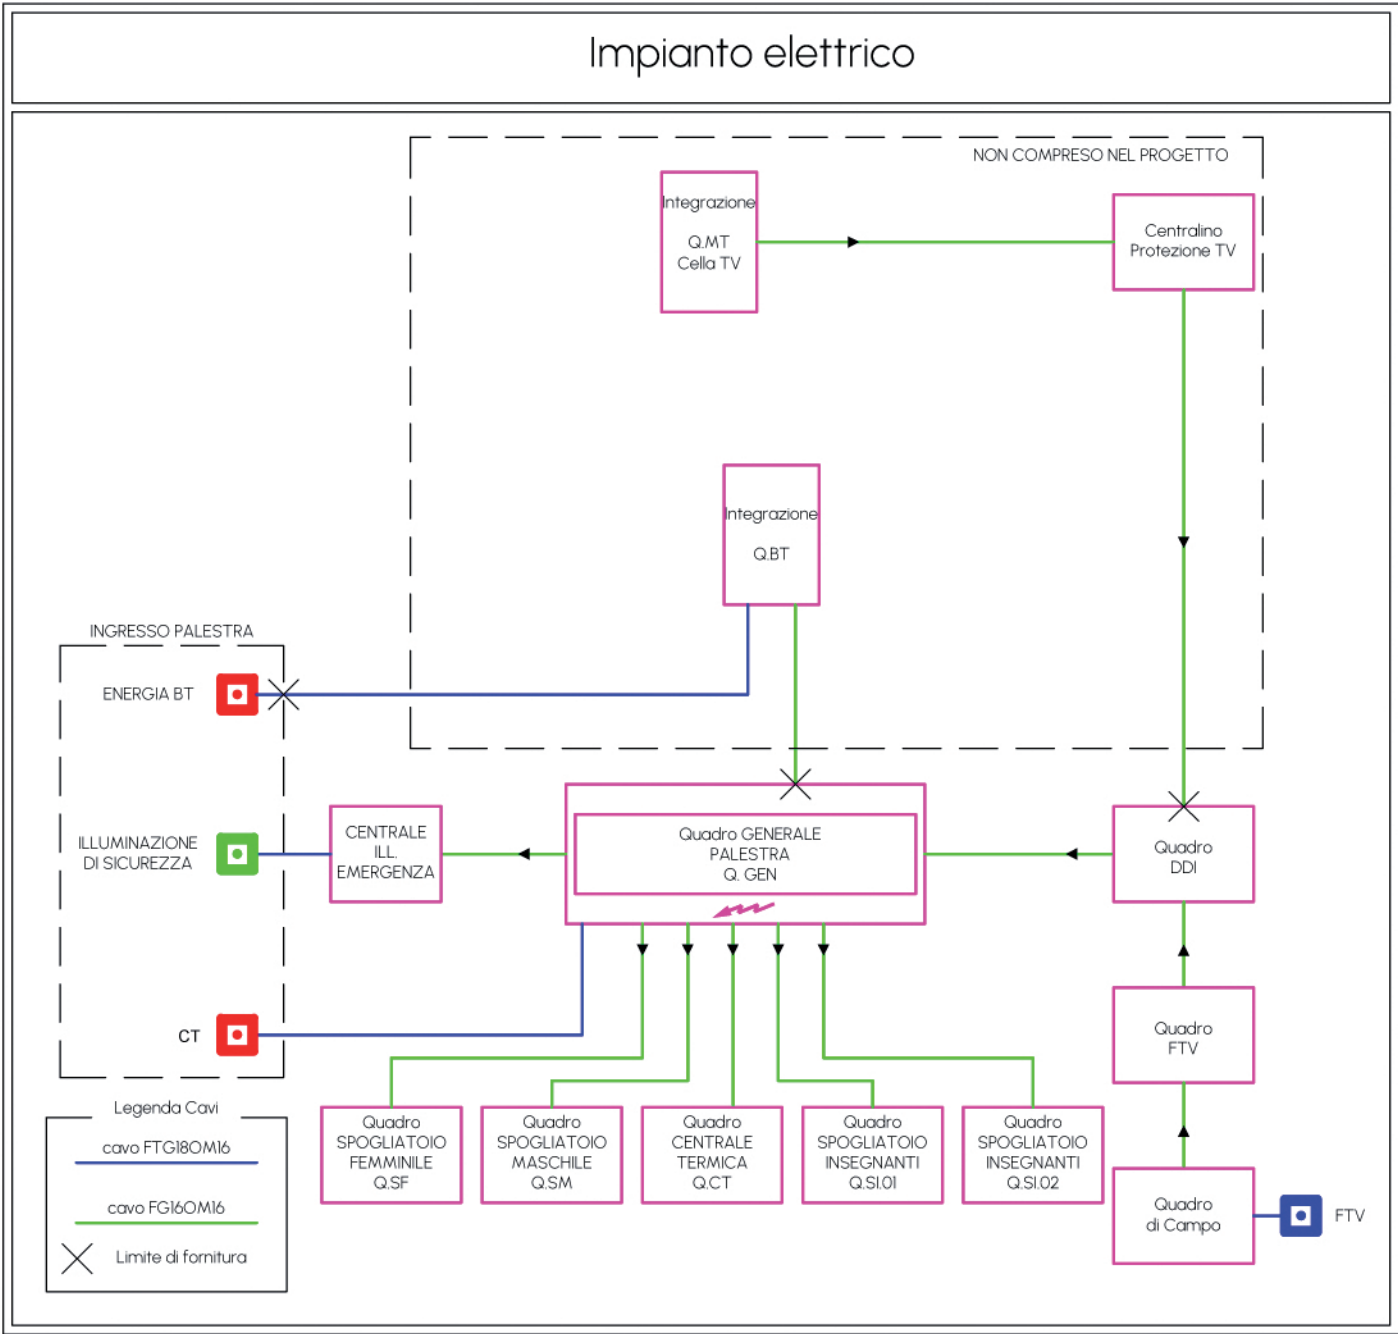 Impianto elettrico
NON COMPRESO NEL PROGETTO
Integrazione
Q.MT
Cella TV
Centralino
Protezione TV
Integrazione
Q.BT
INGRESSO PALESTRA
ENERGIA BT
ILLUMINAZIONE
DI SICUREZZA
CT
CENTRALE
ILL.
EMERGENZA
Quadro GENERALE
PALESTRA
Q. GEN
Quadro
DDI
Quadro
FTV
Quadro
di Campo
FTV
Quadro
SPOGLIATOIO
FEMMINILE
Q.SF
Quadro
SPOGLIATOIO
MASCHILE
Q.SM
Quadro
CENTRALE
TERMICA
Q.CT
Quadro
SPOGLIATOIO
INSEGNANTI
Q.SI.01
Quadro
SPOGLIATOIO
INSEGNANTI
Q.SI.02
Legenda Cavi
cavo FTG18OM16
cavo FG16OM16
Limite di fornitura